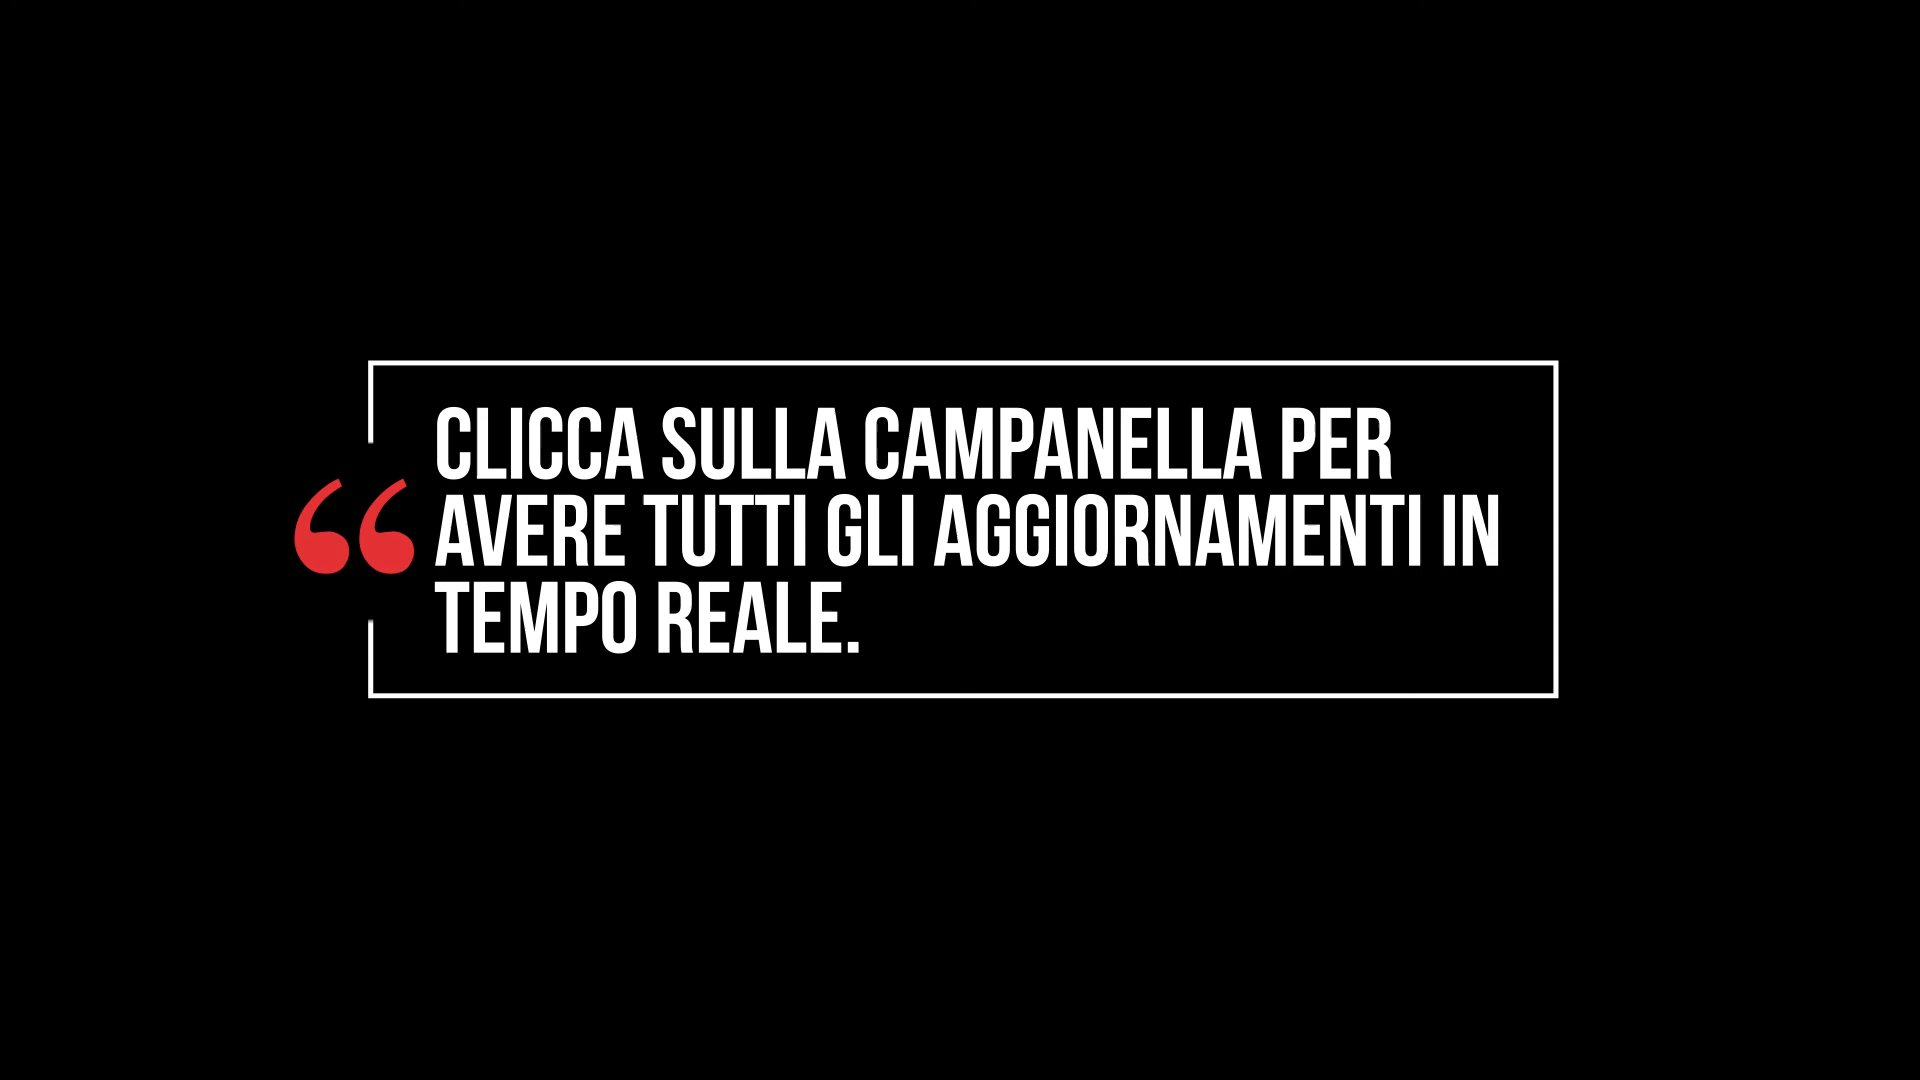 CLICCA SULLA CAMPANELLA PER
AVERE TUTTI GLI AGGIORNAMENTI IN
TEMPO REALE.